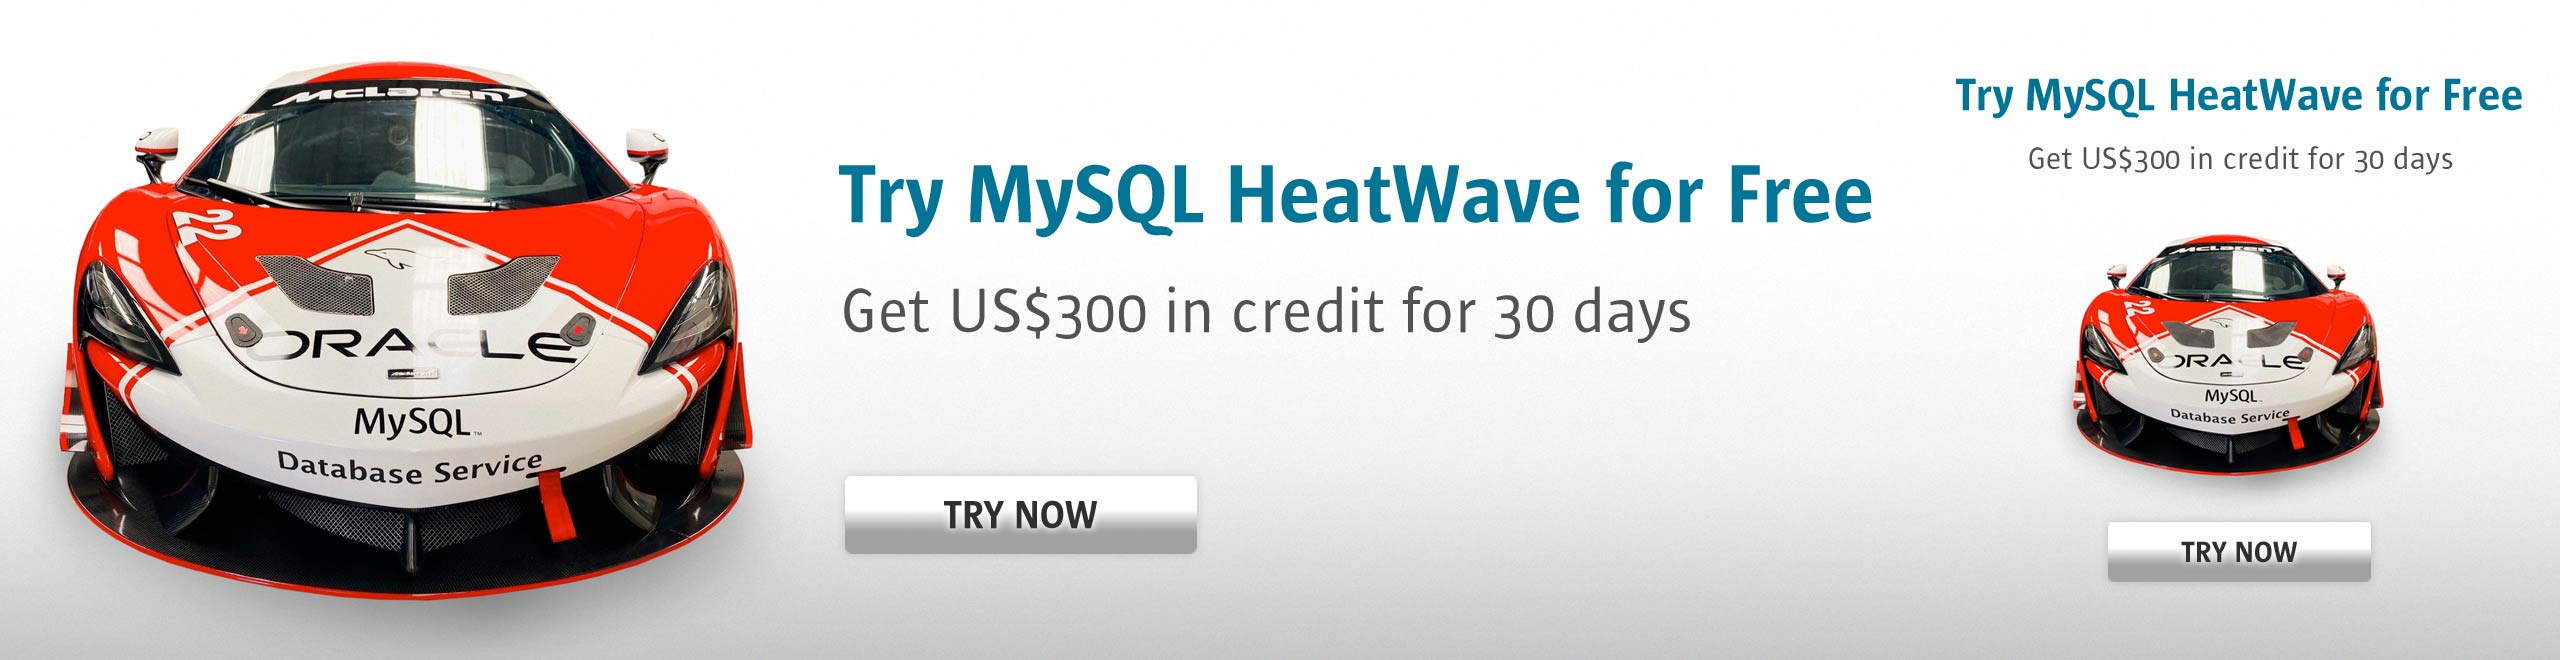 McLaren
22
ORACLE
MySQL™
Database Service
Try MySQL HeatWave for Free
Get US$300 in credit for 30 days
TRY NOW
Try MySQL HeatWave for Free
Get US$300 in credit for 30 days
McLaren
22
ORACLE
MySQL
Database Service
TRY NOW